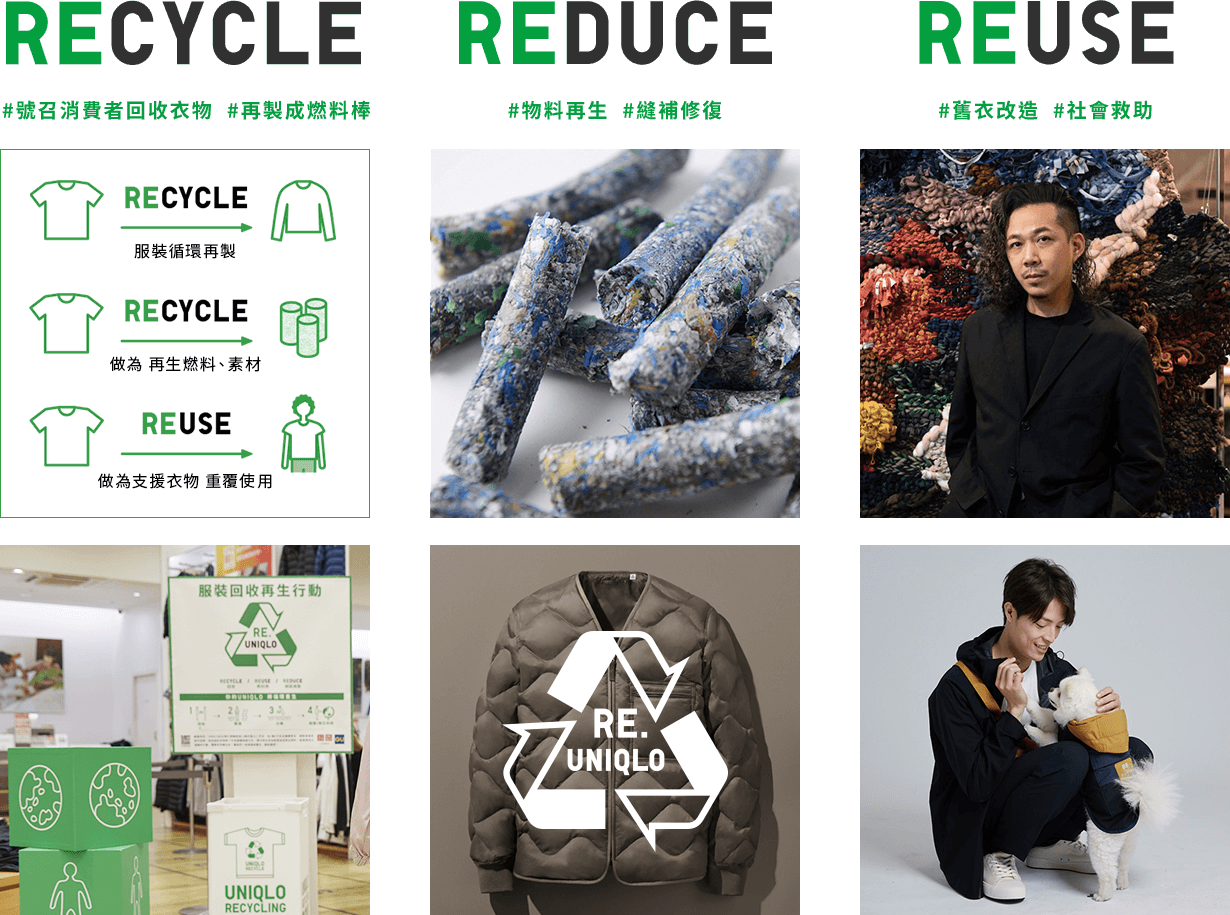 RECYCLE
#號召消費者回收衣物 #再製成燃料棒
REDUCE
#物料再生 #縫補修復
REUSE
#舊衣改造 #社會救助
RECYCLE
服裝循環再製
RECYCLE
做為 再生燃料、素材
REUSE
做為支援衣物 重覆使用
服裝回收再生行動
RE.
UNIQLO
RECYCLE / REUSE / REDUCE
1
2
3
4
UNIQLO
RECYCLE
UNIQLO
RECYCLING
RE.
UNIQLO